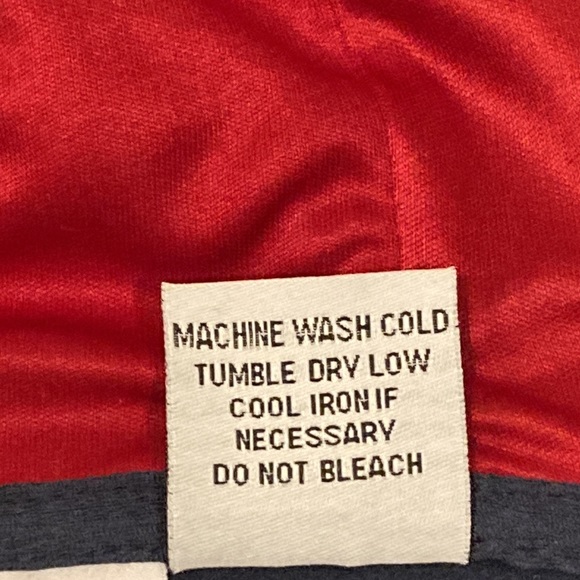 MACHINE WASH COLD
TUMBLE DRY LOW
COOL IRON IF
NECESSARY
DO NOT BLEACH